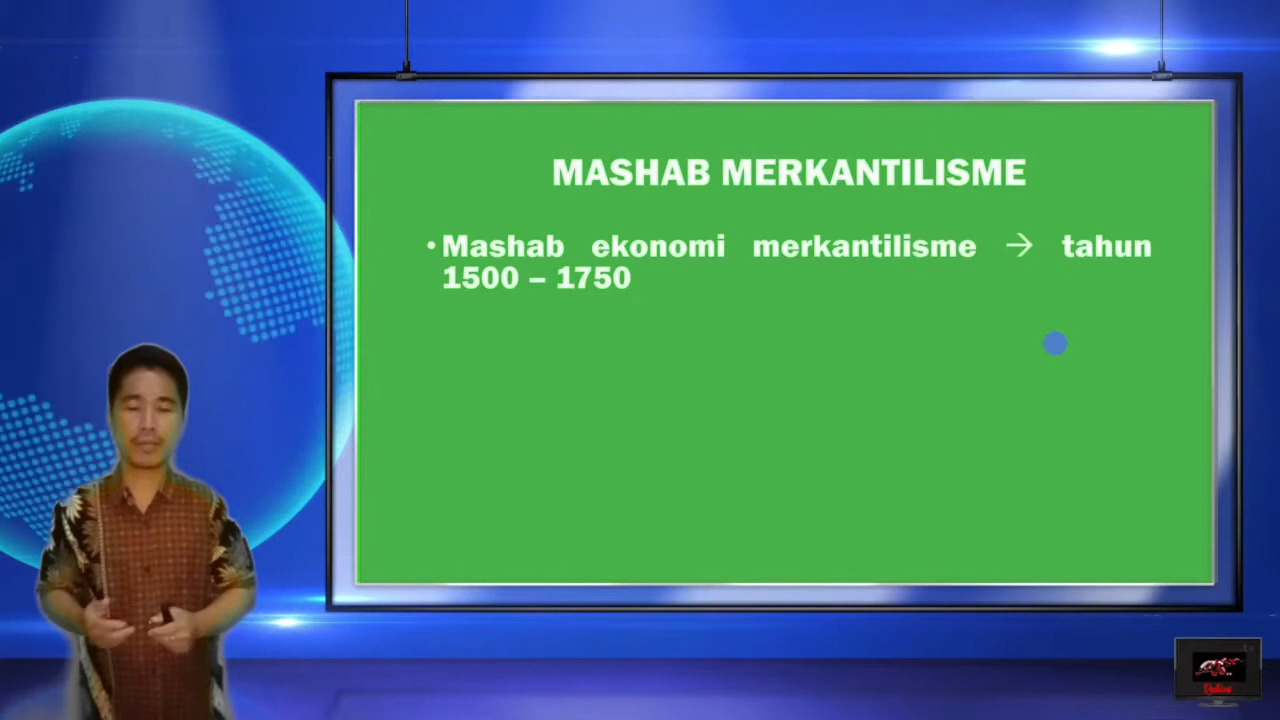 MASHAB MERKANTILISME
• Mashab ekonomi merkantilisme → tahun
1500 – 1750